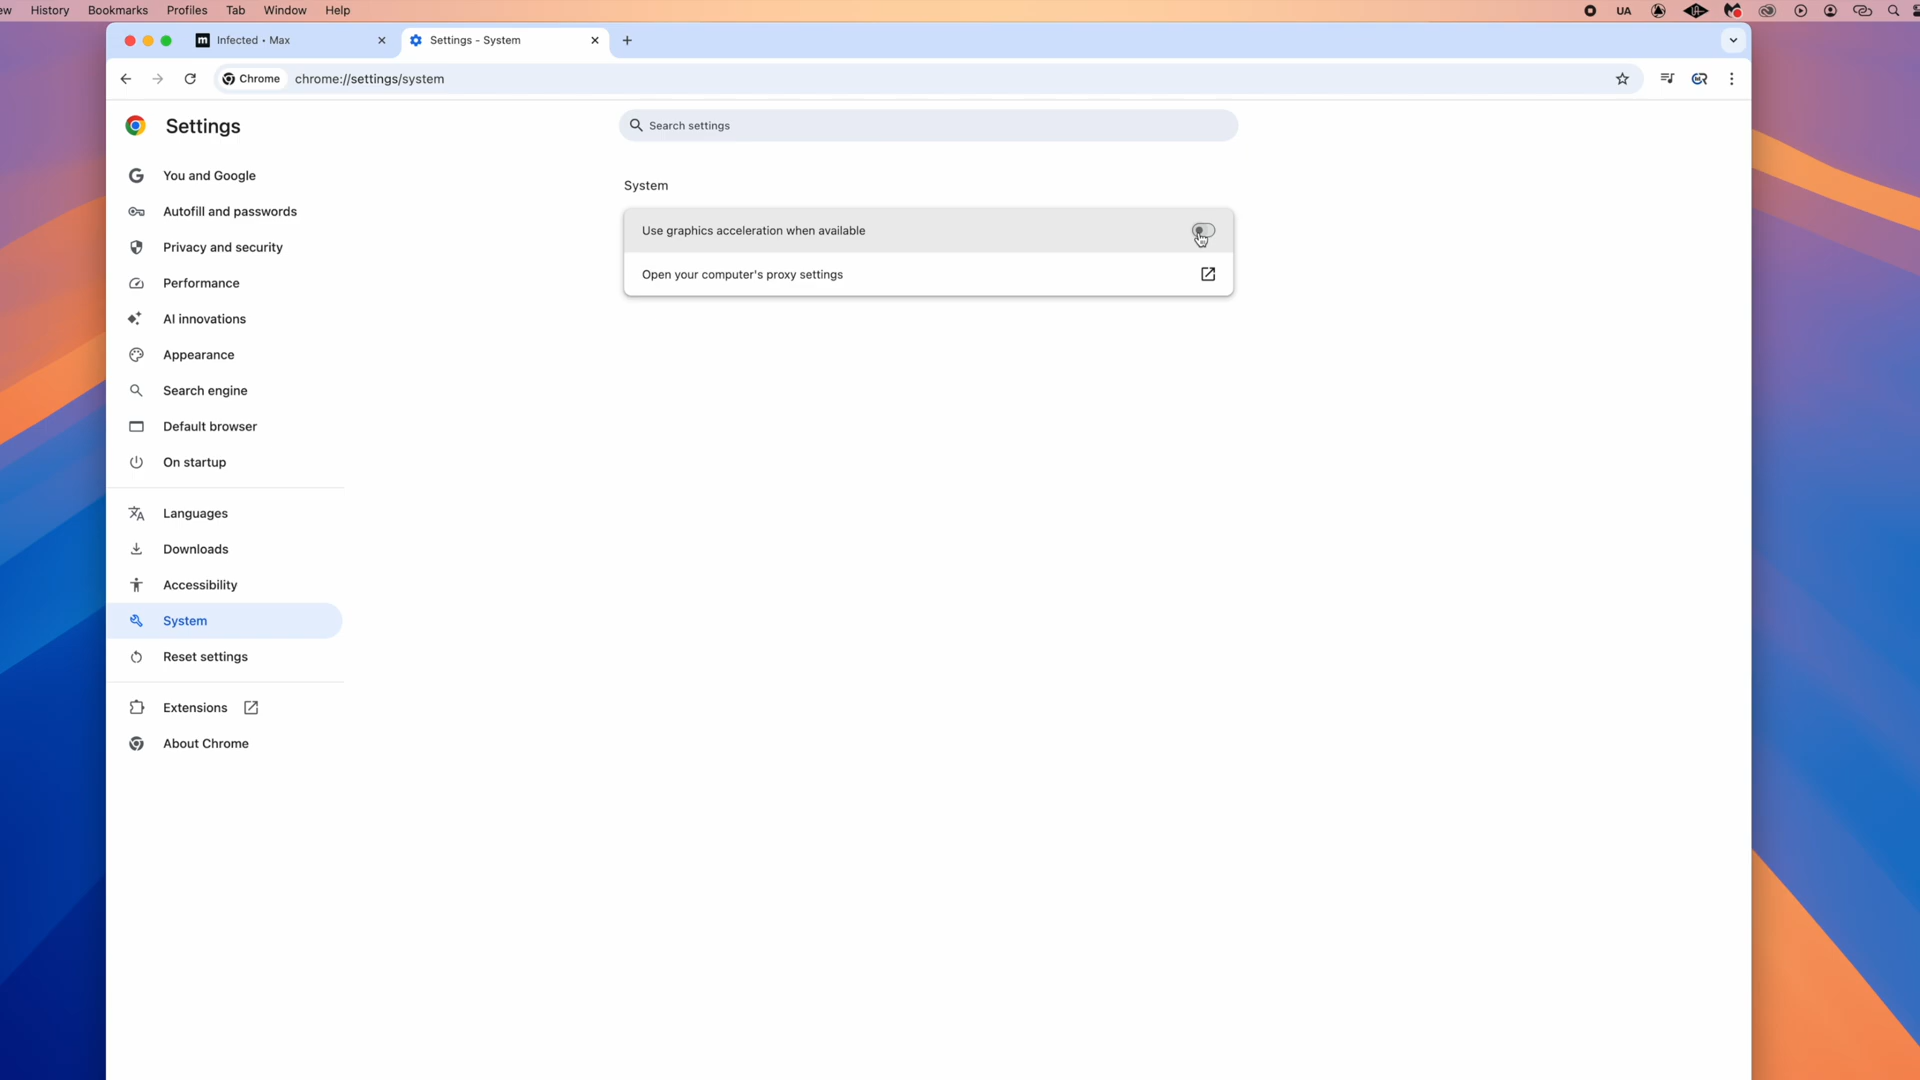 ew History Bookmarks Profiles Tab Window Help UA
Infected • Max
Settings - System
Chrome chrome://settings/system
Settings
Search settings
You and Google
Autofill and passwords
Privacy and security
Performance
AI innovations
Appearance
Search engine
Default browser
On startup
Languages
Downloads
Accessibility
System
Reset settings
Extensions
About Chrome
System
Use graphics acceleration when available
Open your computer's proxy settings